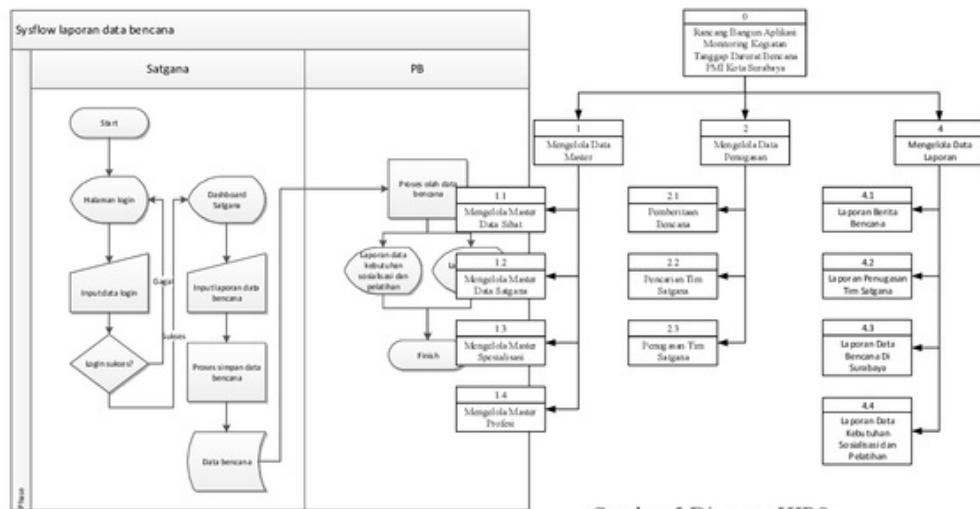 Sysflow laporan data bencana
Satgana
PB
Start
Halaman login
Dashboard
Satgana
Input data login
Input laporan data
bencana
Gagal
Sukses
Login sukses?
Proses simpan data
bencana
Data bencana
Phase
Proses olah data
bencana
Laporan data
kebutuhan
sosialisasi dan
pelatihan
La
Finish
0
Rancang Bangun Aplikasi
Monitoring Kegiatan
Tanggap Darurat Bencana
PMI Kota Surabaya
1
Mengelola Data
Master
2
Mengelola Data
Penugasan
4
Mengelola Data
Laporan
1.1
Mengelola Master
Data Sibat
1.2
Mengelola Master
Data Satgana
1.3
Mengelola Master
Spesialisasi
1.4
Mengelola Master
Profesi
2.1
Pemberitaan
Bencana
2.2
Pencarian Tim
Satgana
2.3
Penugasan Tim
Satgana
4.1
Laporan Berita
Bencana
4.2
Laporan Penugasan
Tim Satgana
4.3
Laporan Data
Bencana Di
Surabaya
4.4
Laporan Data
Kebutuhan
Sosialisasi dan
Pelatihan